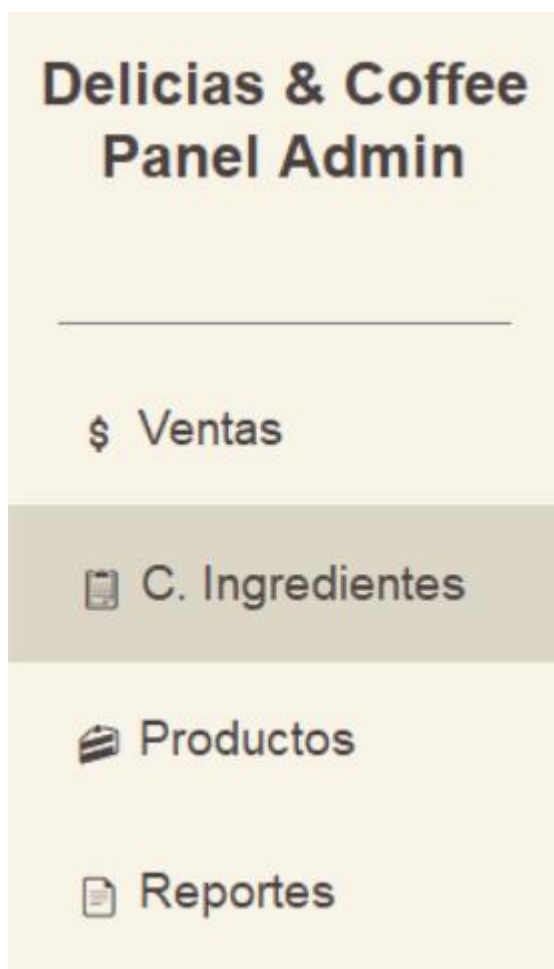 Delicias & Coffee
Panel Admin
$ Ventas
C. Ingredientes
Productos
Reportes